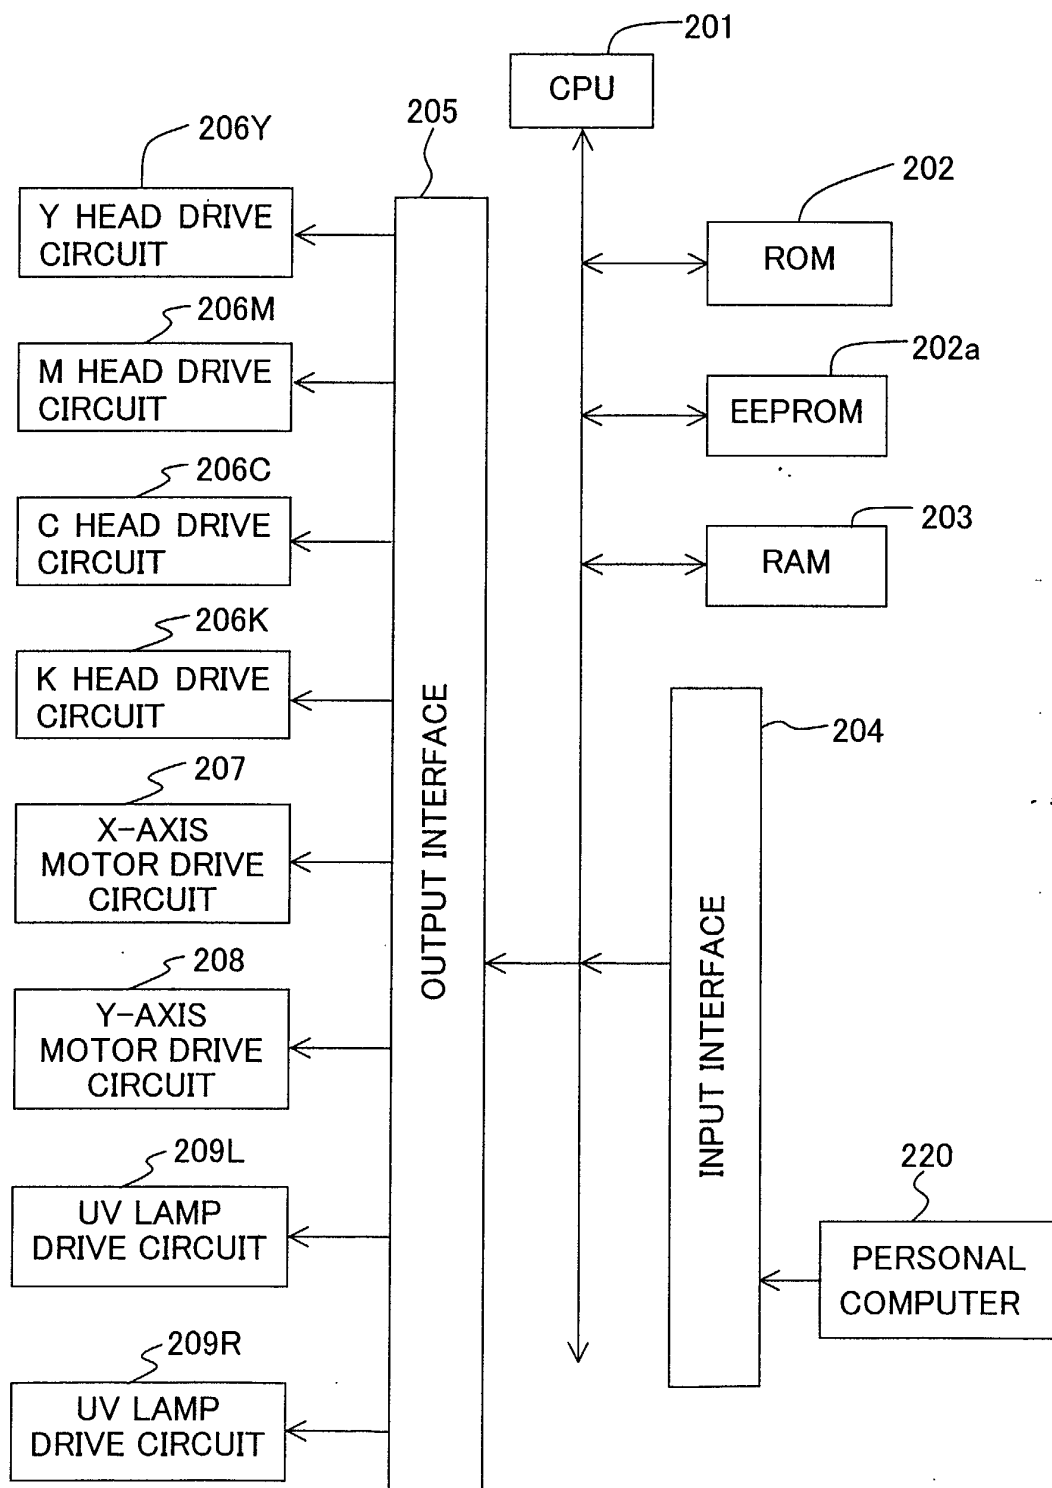 201
CPU
205
206Y
Y HEAD DRIVE
CIRCUIT
202
ROM
206M
M HEAD DRIVE
CIRCUIT
202a
EEPROM
206C
C HEAD DRIVE
CIRCUIT
203
RAM
206K
K HEAD DRIVE
CIRCUIT
OUTPUT INTERFACE
204
INPUT INTERFACE
207
X-AXIS
MOTOR DRIVE
CIRCUIT
208
Y-AXIS
MOTOR DRIVE
CIRCUIT
209L
UV LAMP
DRIVE CIRCUIT
220
PERSONAL
COMPUTER
209R
UV LAMP
DRIVE CIRCUIT